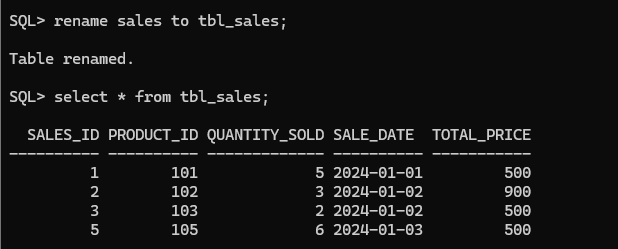 SQL> rename sales to tbl_sales;
Table renamed.
SQL> select * from tbl_sales;
  SALES_ID PRODUCT_ID QUANTITY_SOLD SALE_DATE  TOTAL_PRICE
---------- ---------- ------------- ---------- -----------
         1        101             5 2024-01-01         500
         2        102             3 2024-01-02         900
         3        103             2 2024-01-02         500
         5        105             6 2024-01-03         500